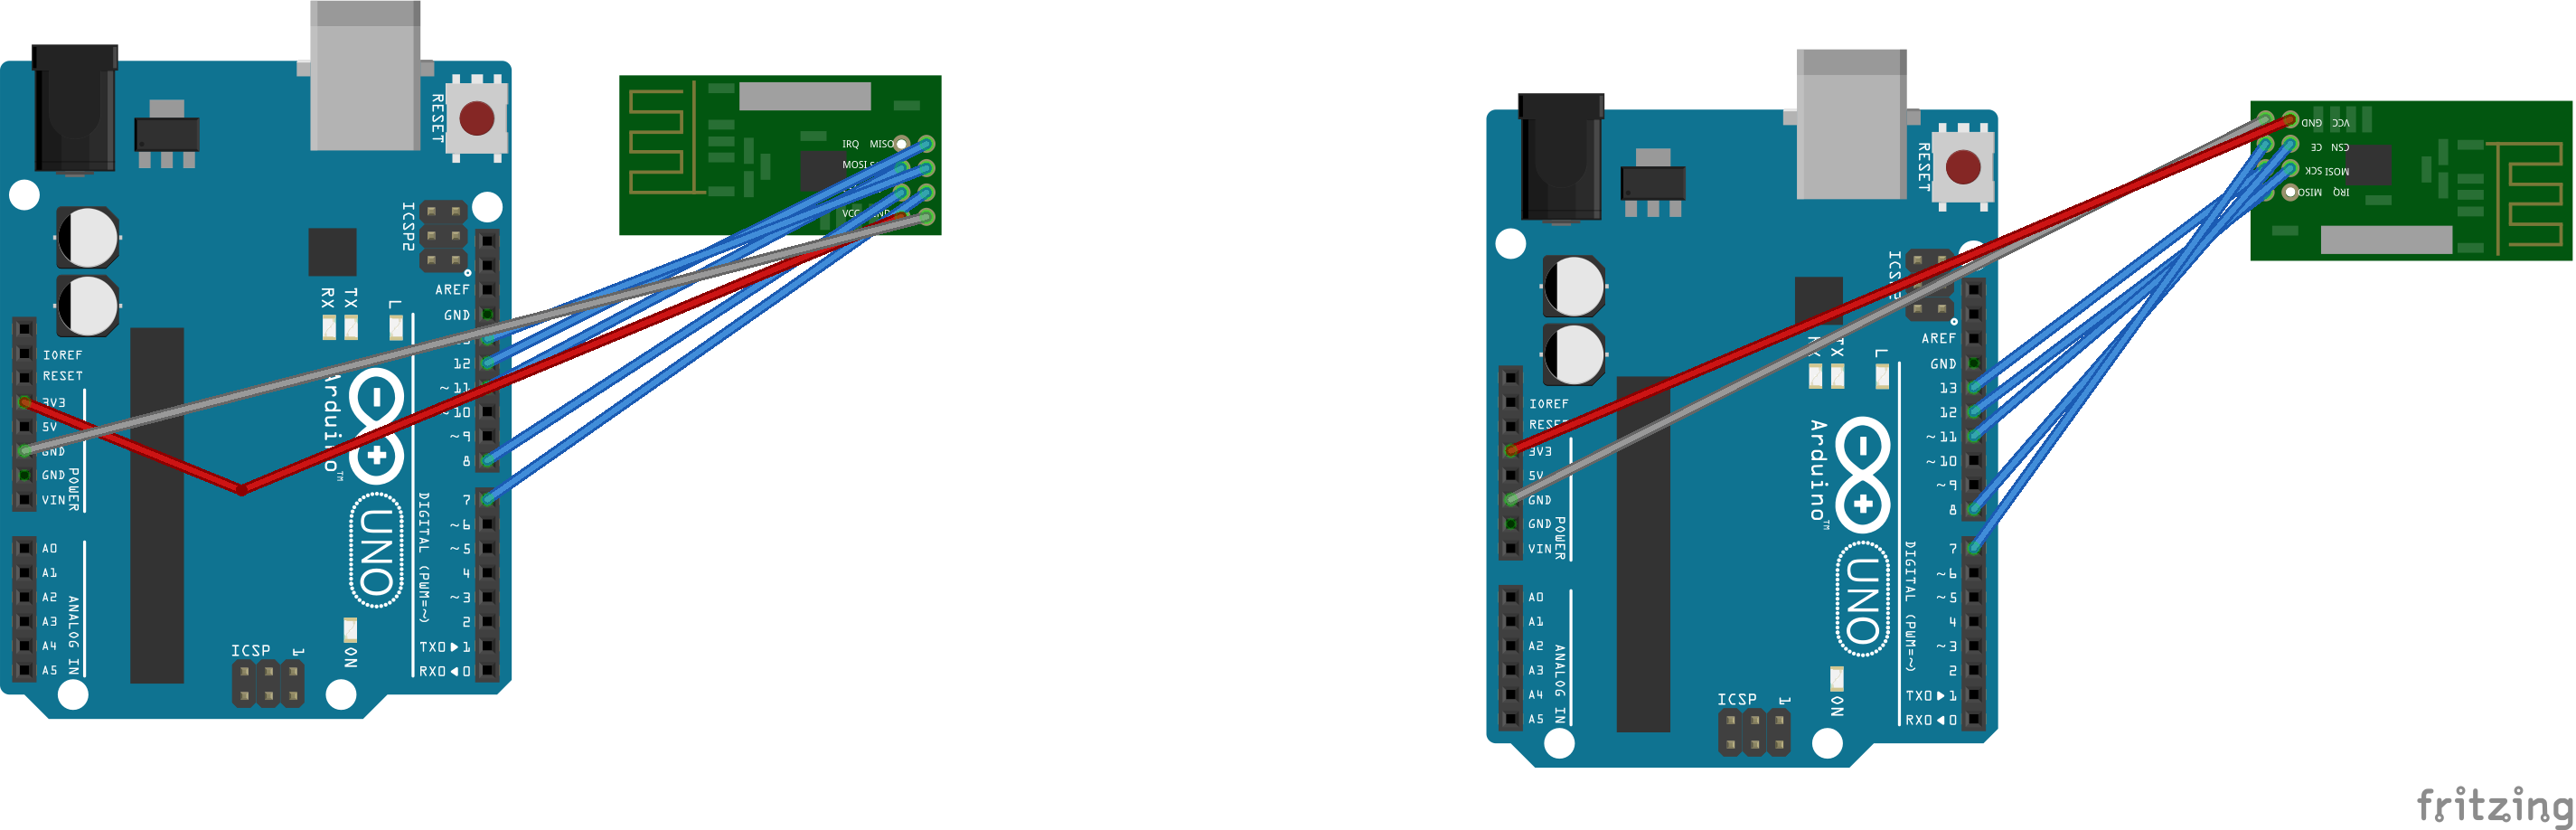 RESET
IRQ MISO
MOSI
VCC
ICSP2
AREF
GND
RX TX L
IOREF
RESET
12
3V3
~11
5V
~10
GND
~9
GND
8
VIN
POWER
Arduino™
UNO
7
~6
~5
4
~3
2
TX0▶1
RX0◀0
DIGITAL (PWM=~)
A0
A1
A2
A3
A4
A5
ANALOG IN
ICSP 1
ON
RESET
GND VCC
CE CSN
SCK MOSI
MISO IRQ
AREF
GND
TX L
13
IOREF
12
~11
3V3
~10
5V
~9
GND
8
GND
VIN
POWER
Arduino™
UNO
7
~6
~5
4
~3
2
TX0▶1
RX0◀0
DIGITAL (PWM=~)
A0
A1
A2
A3
A4
A5
ANALOG IN
ICSP 1
ON
fritzing